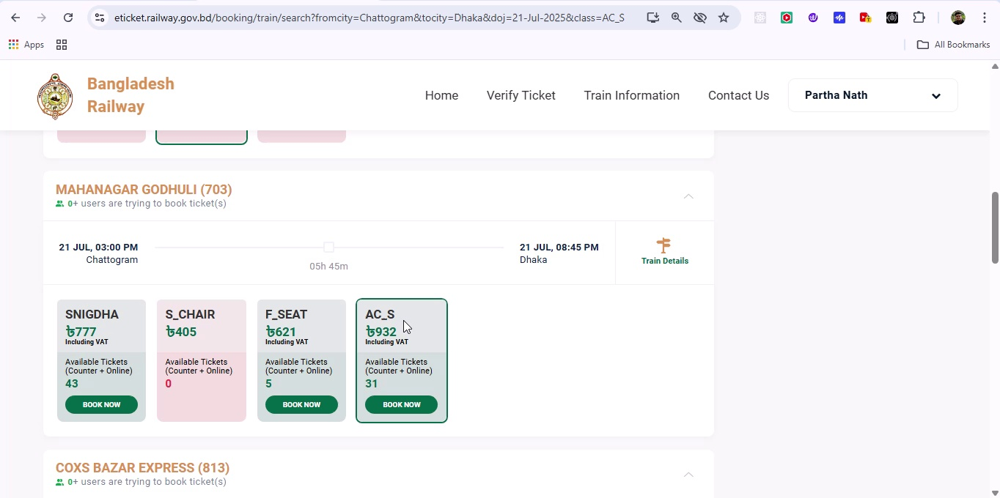 eticket.railway.gov.bd/booking/train/search?fromcity=Chattogram&tocity=Dhaka&doj=21-Jul-2025&class=AC_S
Apps
All Bookmarks
Bangladesh
Railway
Home
Verify Ticket
Train Information
Contact Us
Partha Nath
MAHANAGAR GODHULI (703)
0+ users are trying to book ticket(s)
21 JUL, 03:00 PM
Chattogram
05h 45m
21 JUL, 08:45 PM
Dhaka
Train Details
SNIGDHA
৳777
Including VAT
Available Tickets
(Counter + Online)
43
BOOK NOW
S_CHAIR
৳405
Available Tickets
(Counter + Online)
0
F_SEAT
৳621
Including VAT
Available Tickets
(Counter + Online)
5
BOOK NOW
AC_S
৳932
Including VAT
Available Tickets
(Counter + Online)
31
BOOK NOW
COXS BAZAR EXPRESS (813)
0+ users are trying to book ticket(s)